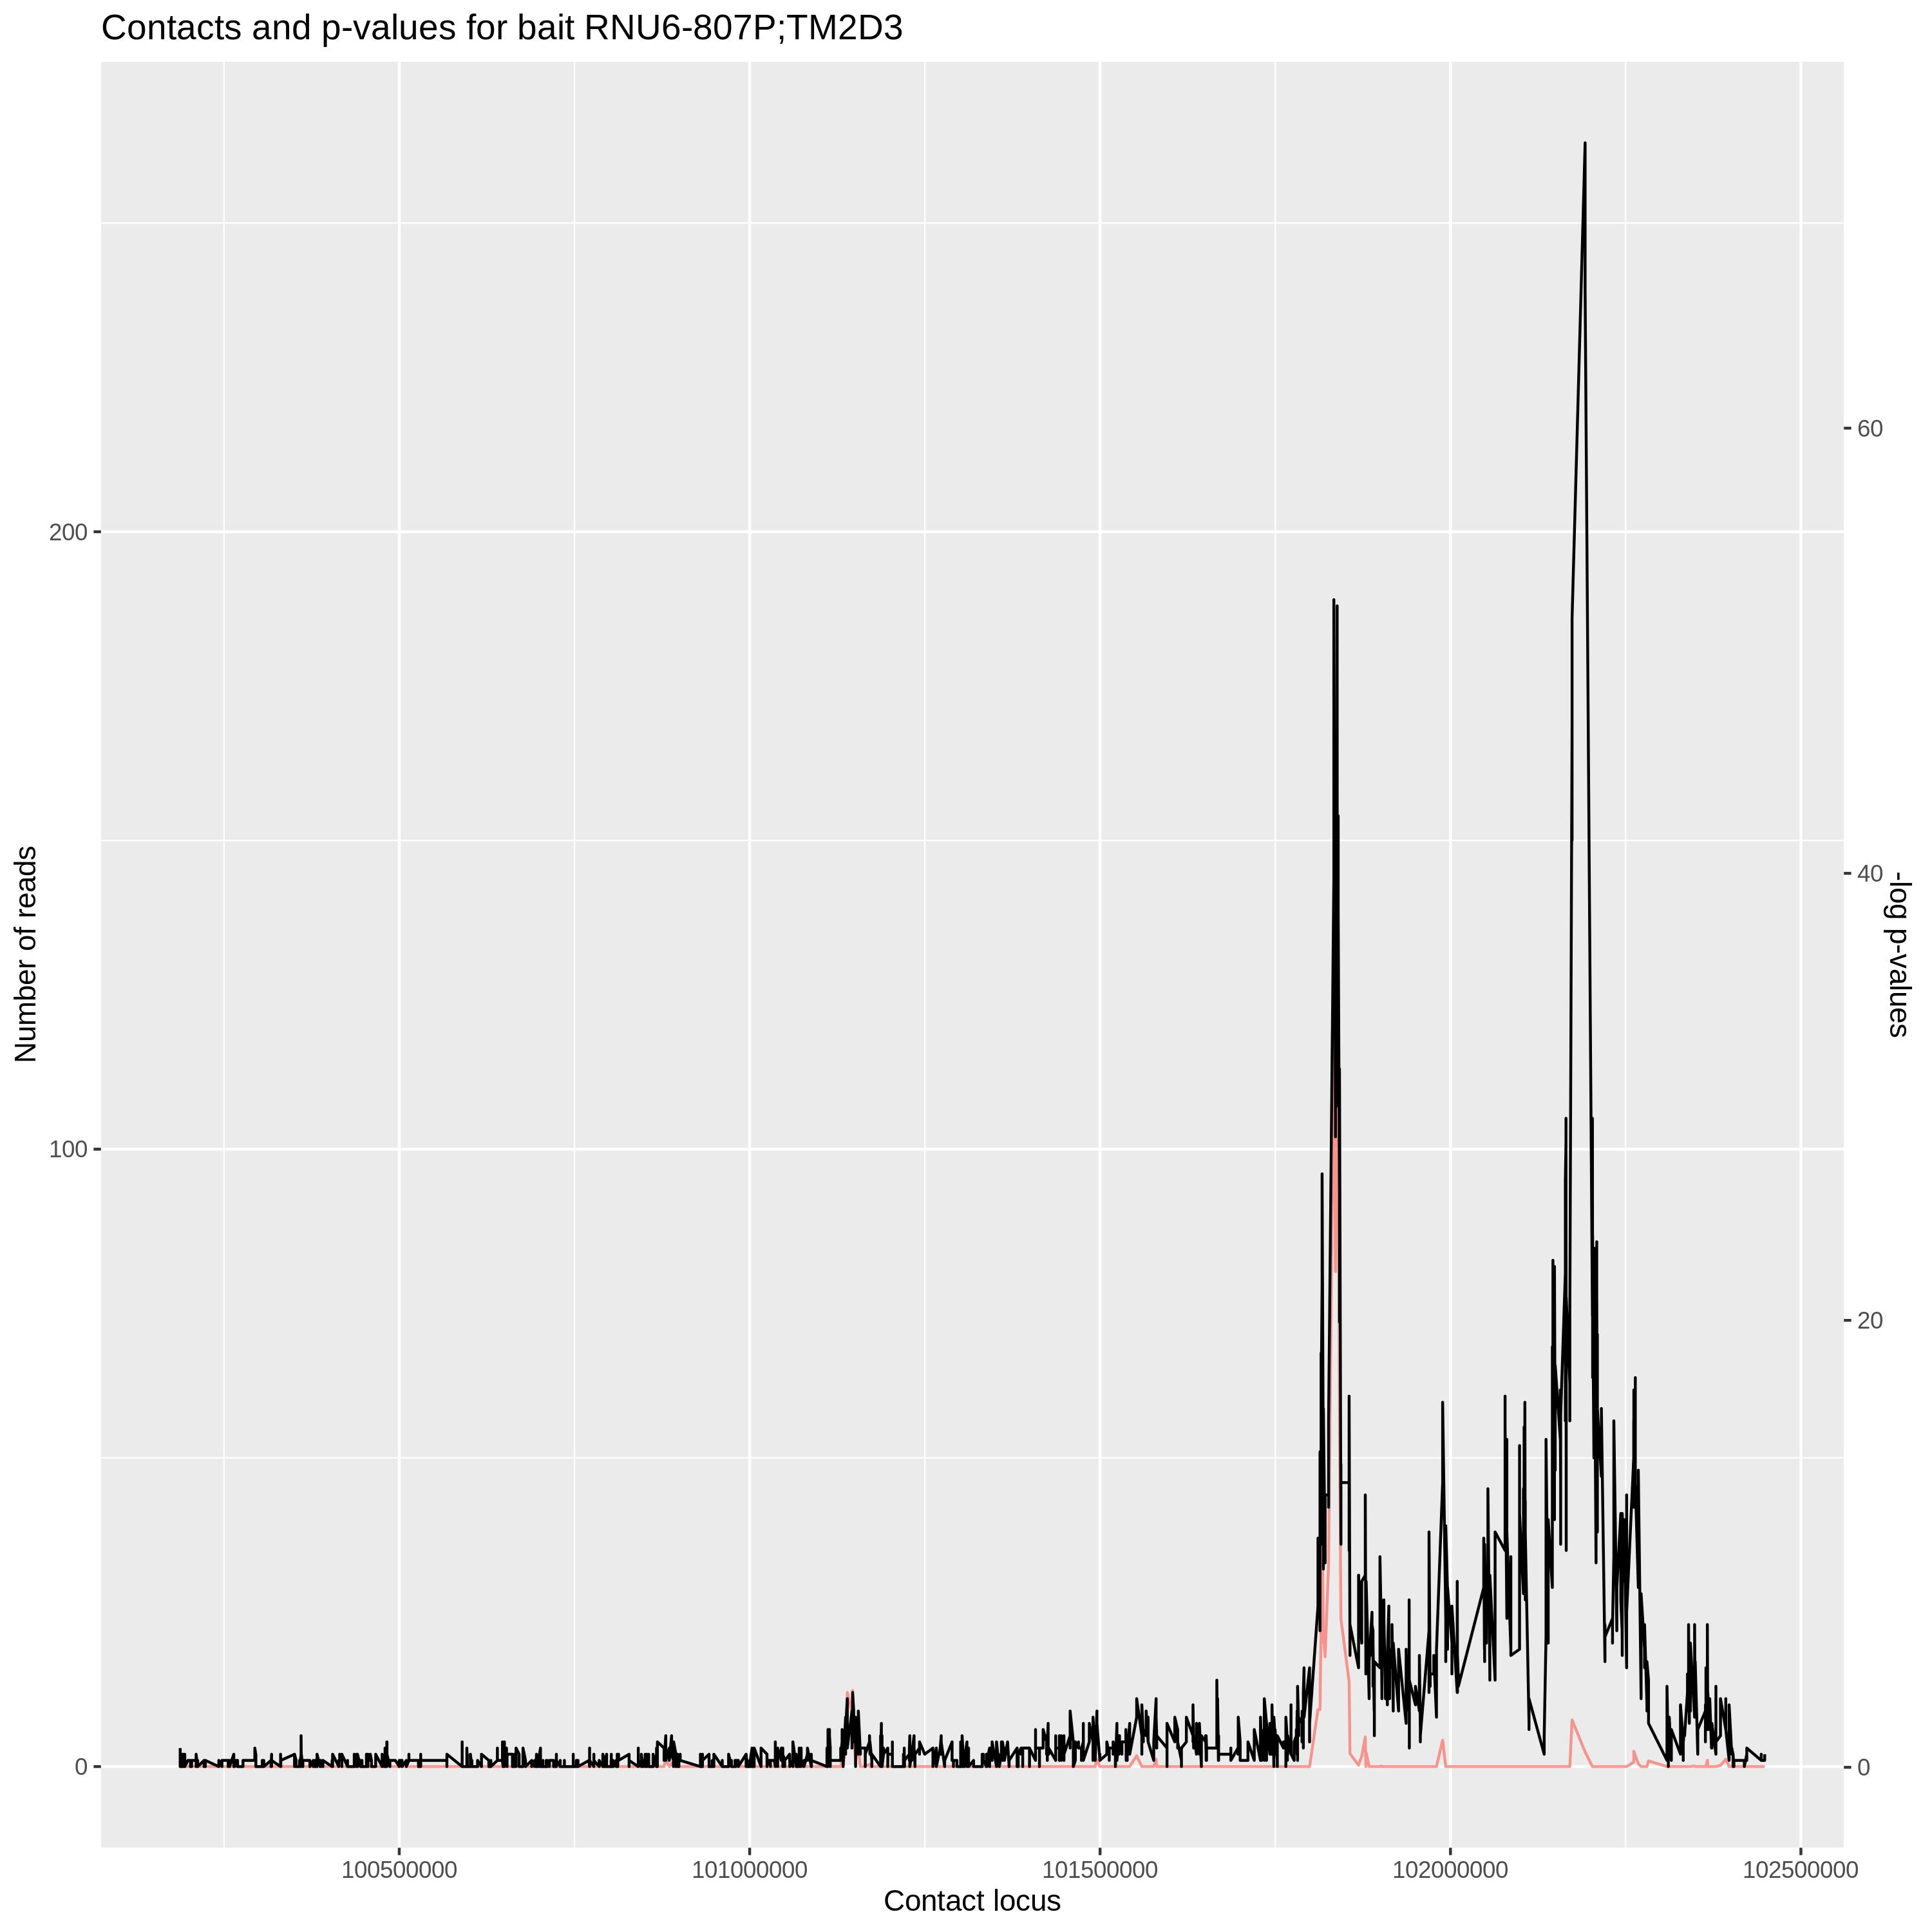 Contacts and p-values for bait RNU6-807P;TM2D3
200
100
0
Number of reads
60
40
20
0
-log p-values
100500000 101000000 101500000 102000000 102500000
Contact locus